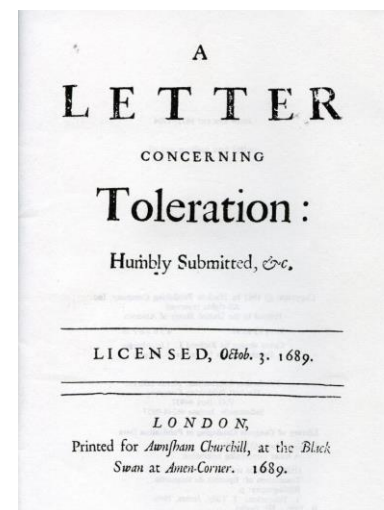 A
LETTER
CONCERNING
Toleration:
Humbly Submitted, &c.
LICENSED, Octob. 3. 1689.
LONDON,
Printed for Awnsham Churchill, at the Black
Swan at Amen-Corner. 1689.